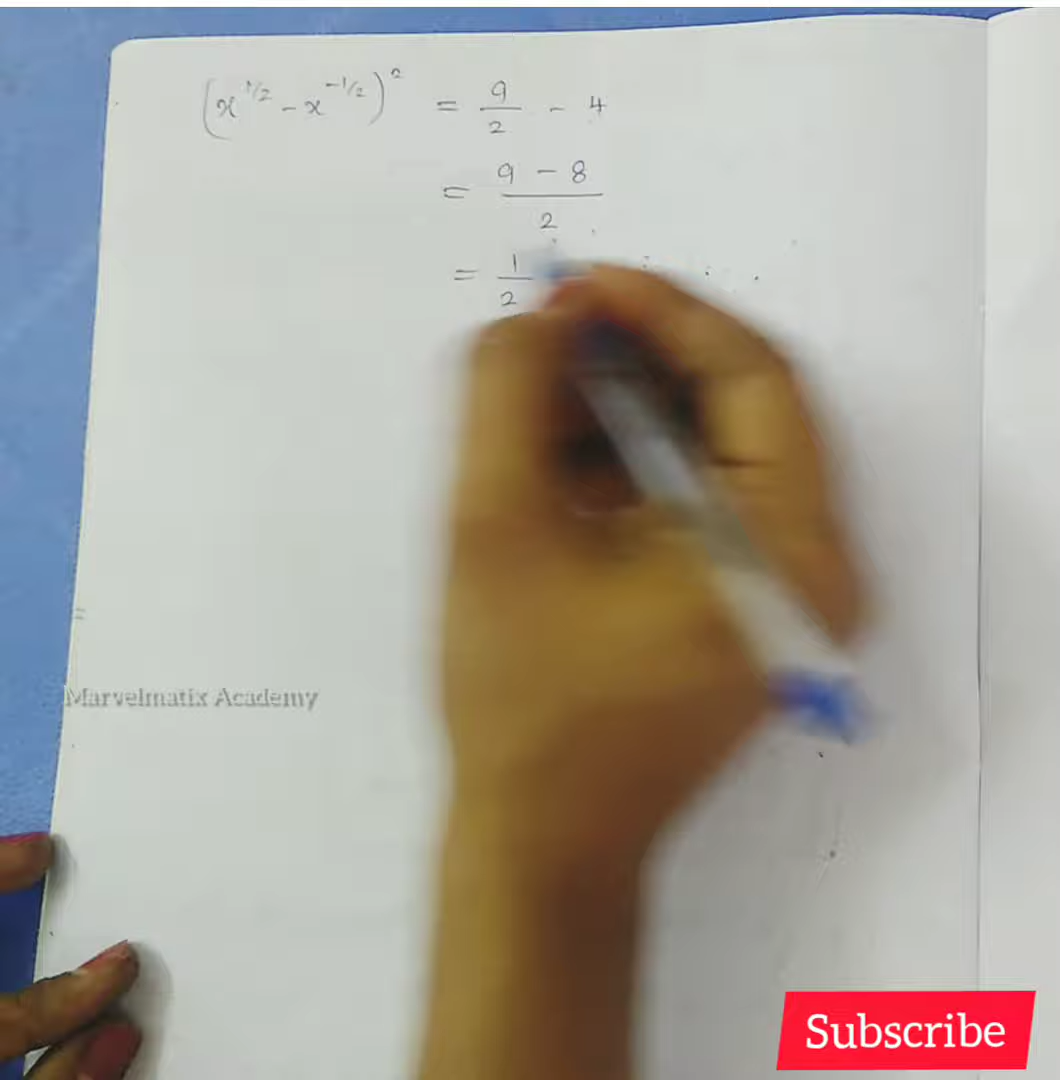 (x^1/2 - x^-1/2)^2 = 9/2 - 4
= 9 - 8 / 2
= 1/2
Marvelmatix Academy
Subscribe